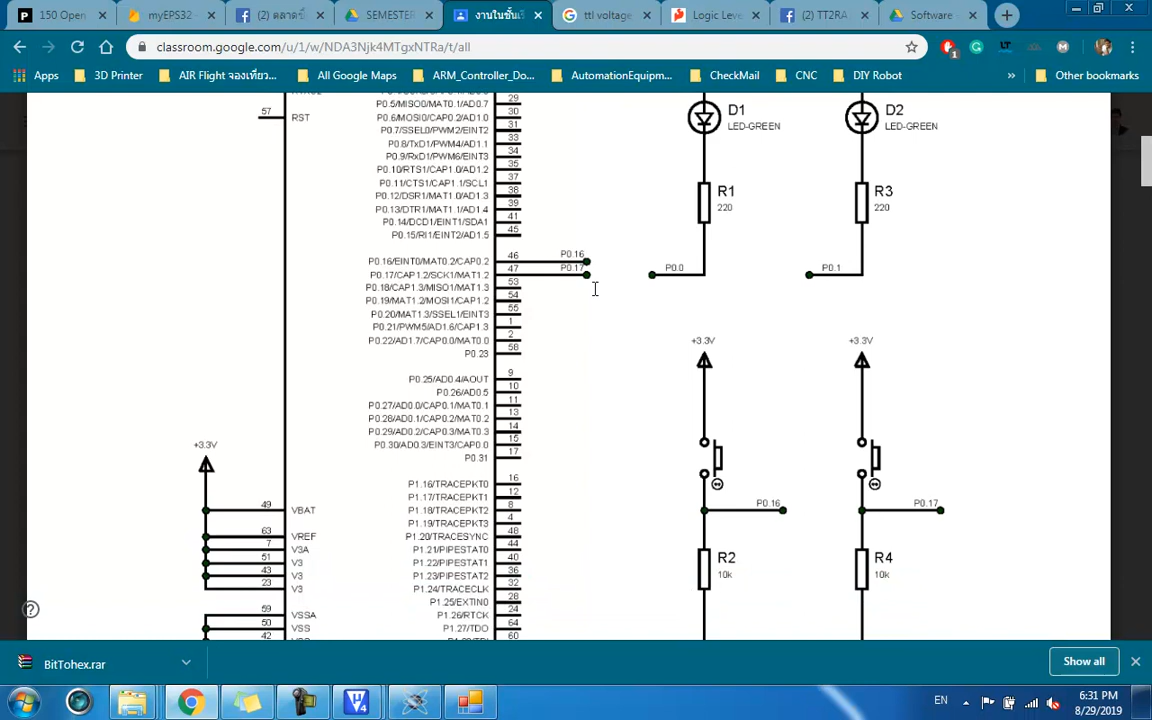 150 Open
myEPS32 -
(2) ตลาดซื้
SEMESTER
งานในชั้นเรี
ttl voltage
Logic Leve
(2) TT2RA
Software -
classroom.google.com/u/1/w/NDA3Njk4MTgxNTRa/t/all
1
Apps
3D Printer
AIR Flight จองเที่ยว...
All Google Maps
ARM_Controller_Do...
AutomationEquipm...
CheckMail
CNC
DIY Robot
»
Other bookmarks
P0.5/MISO0/MAT0.1/AD0.7 29
P0.6/MOSI0/CAP0.2/AD1.0 30
P0.7/SSEL0/PWM2/EINT2 31
P0.8/TxD1/PWM4/AD1.1 33
P0.9/RxD1/PWM6/EINT3 34
P0.10/RTS1/CAP1.0/AD1.2 35
P0.11/CTS1/CAP1.1/SCL1 37
P0.12/DSR1/MAT1.0/AD1.3 38
P0.13/DTR1/MAT1.1/AD1.4 39
P0.14/DCD1/EINT1/SDA1 41
P0.15/RI1/EINT2/AD1.5 45
57 RST
P0.16/EINT0/MAT0.2/CAP0.2 46 P0.16
P0.17/CAP1.2/SCK1/MAT1.2 47 P0.17
P0.18/CAP1.3/MISO1/MAT1.3 53
P0.19/MAT1.2/MOSI1/CAP1.2 54
P0.20/MAT1.3/SSEL1/EINT3 55
P0.21/PWM5/AD1.6/CAP1.3 1
P0.22/AD1.7/CAP0.0/MAT0.0 2
P0.23 58
P0.25/AD0.4/AOUT 9
P0.26/AD0.5 10
P0.27/AD0.0/CAP0.1/MAT0.1 11
P0.28/AD0.1/CAP0.2/MAT0.2 13
P0.29/AD0.2/CAP0.3/MAT0.3 14
P0.30/AD0.3/EINT3/CAP0.0 15
P0.31 17
P1.16/TRACEPKT0 16
P1.17/TRACEPKT1 12
P1.18/TRACEPKT2 8
P1.19/TRACEPKT3 4
P1.20/TRACESYNC 48
P1.21/PIPESTAT0 44
P1.22/PIPESTAT1 40
P1.23/PIPESTAT2 36
P1.24/TRACECLK 32
P1.25/EXTIN0 28
P1.26/RTCK 24
P1.27/TDO 64
60
+3.3V
49 VBAT
63 VREF
7 V3A
51 V3
43 V3
23 V3
59 VSSA
50 VSS
42
D1
LED-GREEN
R1
220
P0.0
D2
LED-GREEN
R3
220
P0.1
+3.3V
P0.16
R2
10k
+3.3V
P0.17
R4
10k
BitTohex.rar
Show all
EN
6:31 PM
8/29/2019